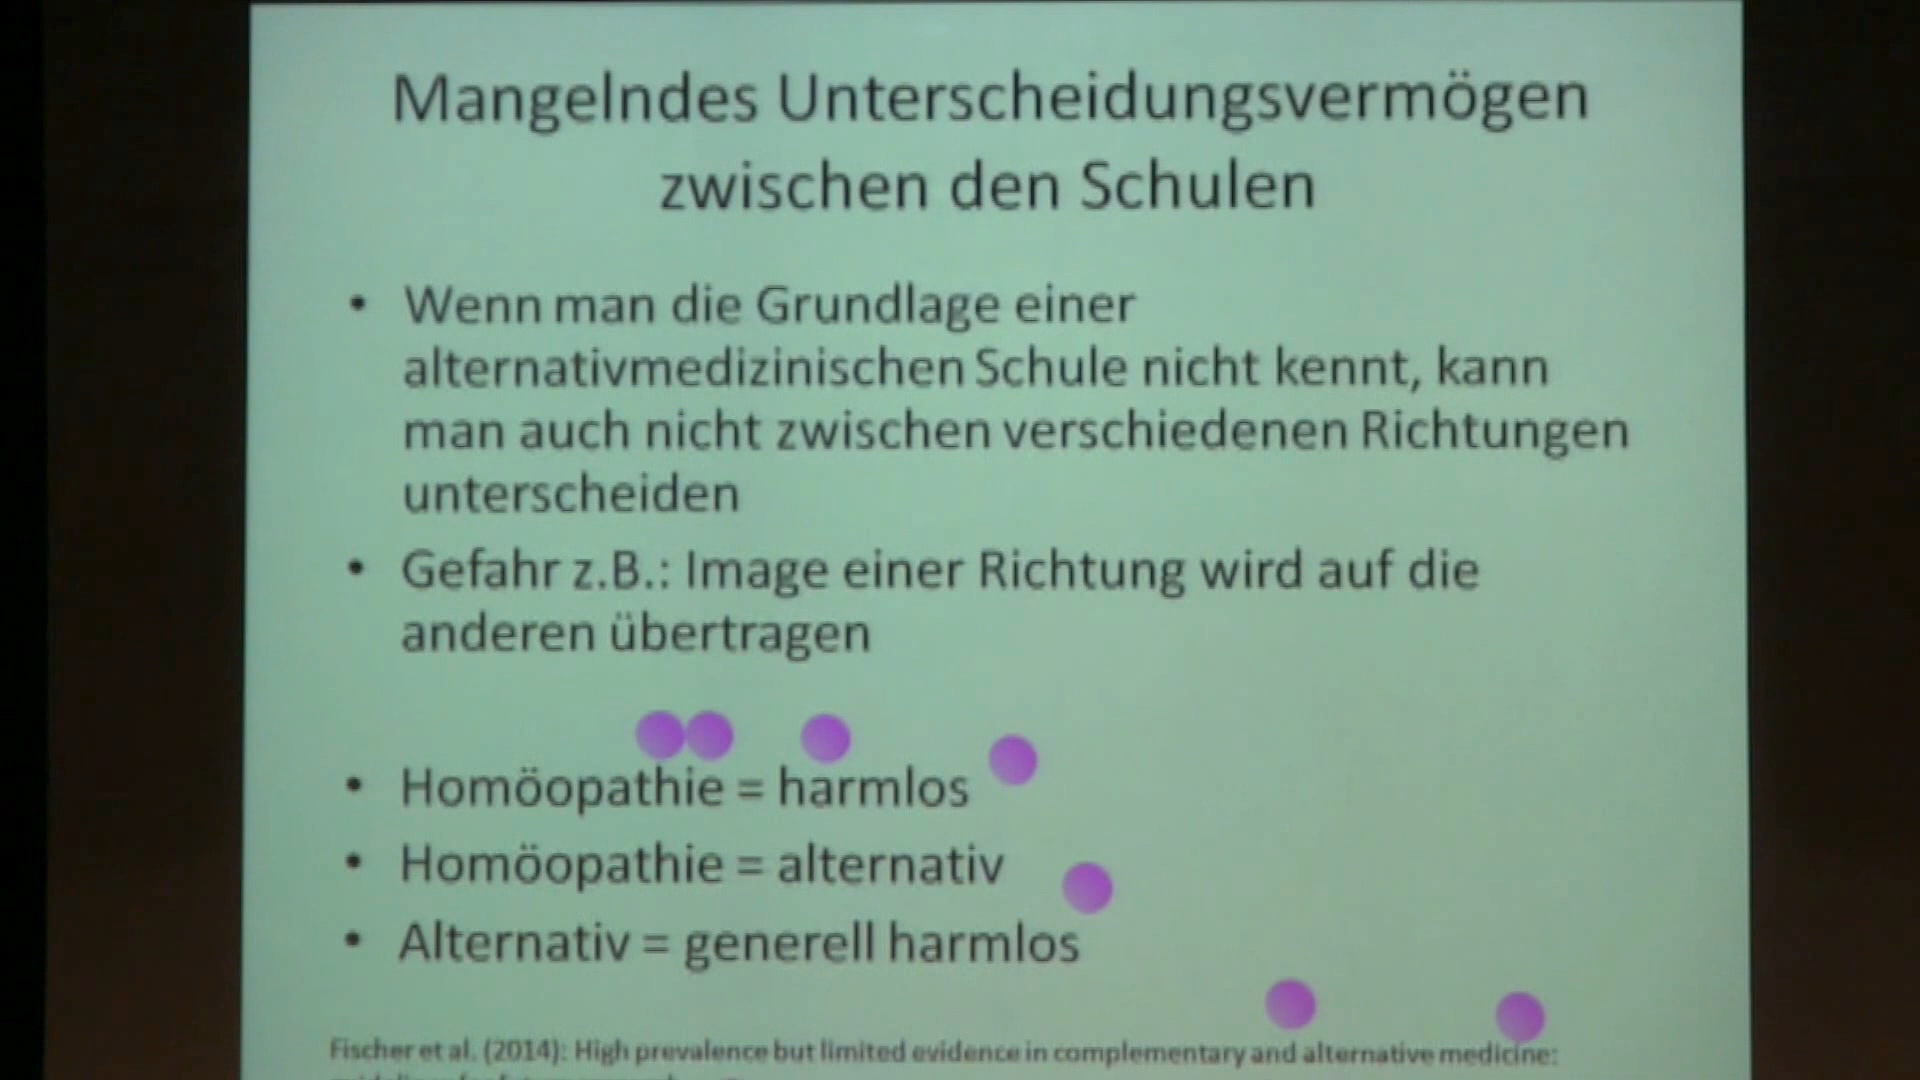 Mangelndes Unterscheidungsvermögen
zwischen den Schulen
• Wenn man die Grundlage einer
alternativmedizinischen Schule nicht kennt, kann
man auch nicht zwischen verschiedenen Richtungen
unterscheiden
• Gefahr z.B.: Image einer Richtung wird auf die
anderen übertragen
• Homöopathie = harmlos
• Homöopathie = alternativ
• Alternativ = generell harmlos
Fischer et al. (2014): High prevalence but limited evidence in complementary and alternative medicine: